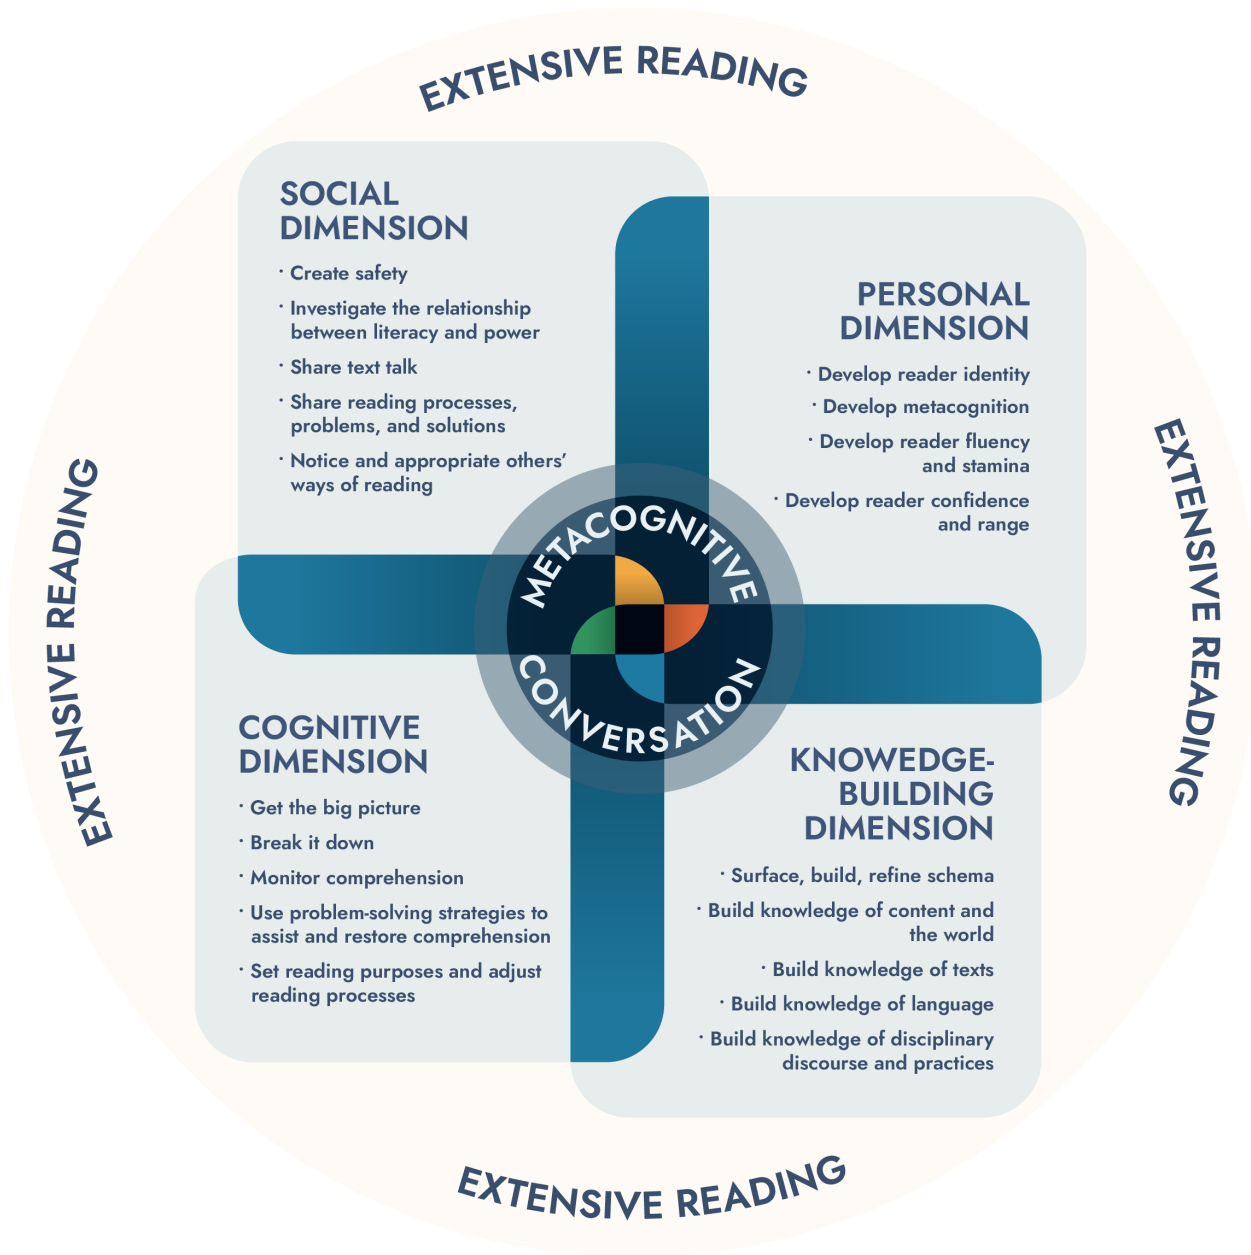 EXTENSIVE READING
SOCIAL
DIMENSION
· Create safety
· Investigate the relationship
between literacy and power
· Share text talk
· Share reading processes,
problems, and solutions
· Notice and appropriate others’
ways of reading
PERSONAL
DIMENSION
· Develop reader identity
· Develop metacognition
· Develop reader fluency
and stamina
· Develop reader confidence
and range
EXTENSIVE READING
EXTENSIVE READING
METACOGNITIVE
CONVERSATION
COGNITIVE
DIMENSION
· Get the big picture
· Break it down
· Monitor comprehension
· Use problem-solving strategies to
assist and restore comprehension
· Set reading purposes and adjust
reading processes
KNOWEDGE-
BUILDING
DIMENSION
· Surface, build, refine schema
· Build knowledge of content and
the world
· Build knowledge of texts
· Build knowledge of language
· Build knowledge of disciplinary
discourse and practices
EXTENSIVE READING